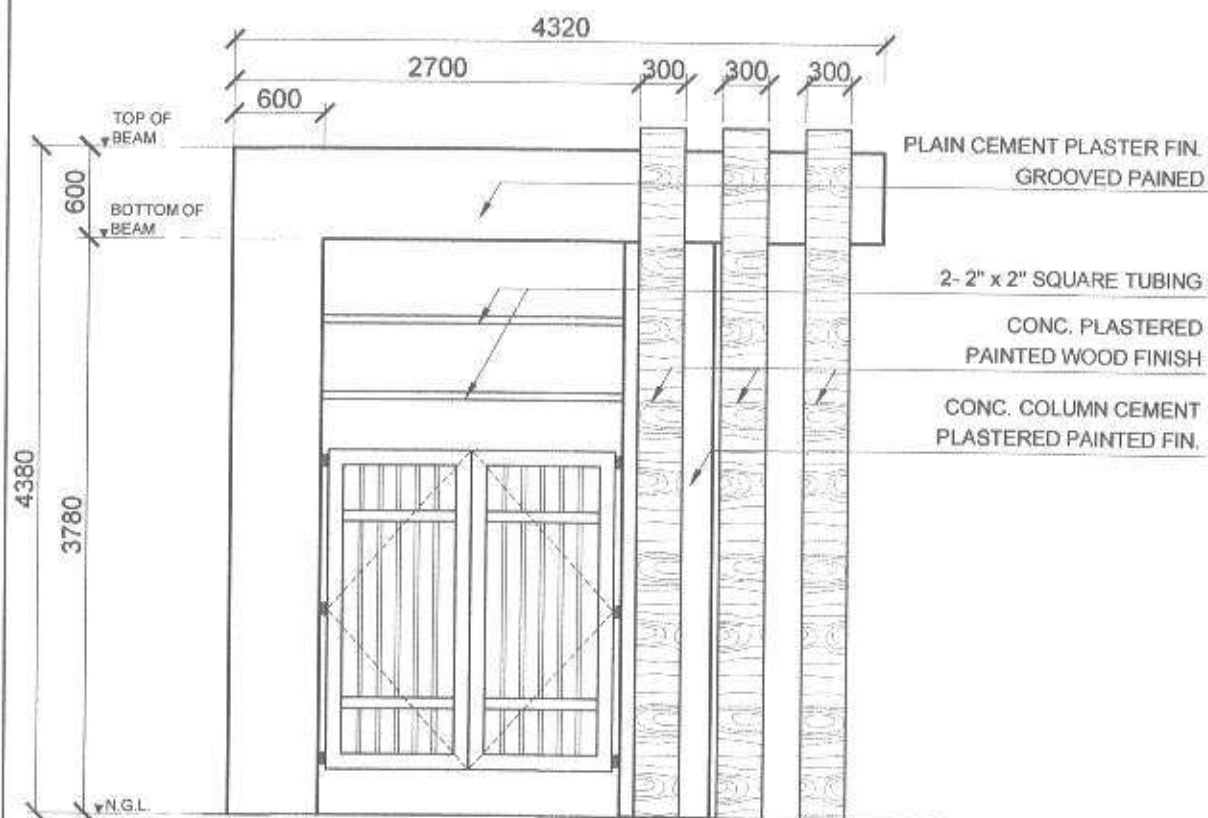 4320
2700
300
300
300
600
TOP OF
BEAM
600
BOTTOM OF
BEAM
4380
3780
N.G.L.
PLAIN CEMENT PLASTER FIN.
GROOVED PAINED
2- 2" x 2" SQUARE TUBING
CONC. PLASTERED
PAINTED WOOD FINISH
CONC. COLUMN CEMENT
PLASTERED PAINTED FIN.